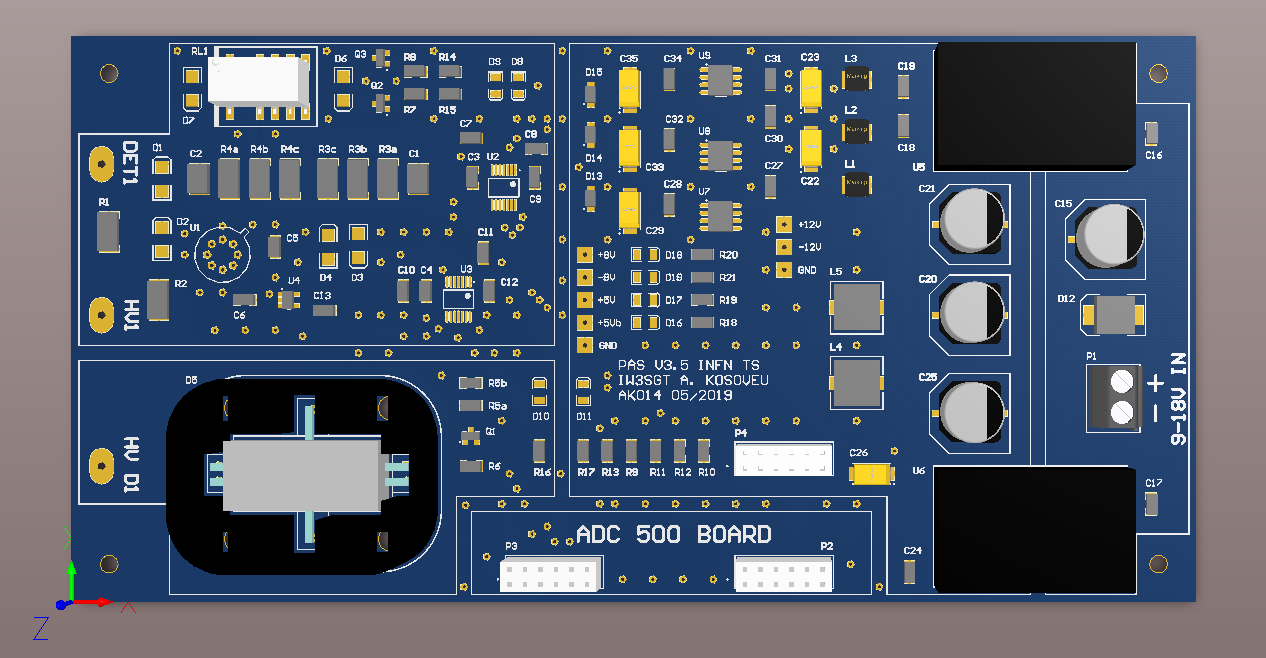 RL1
D7
D6
Q3
Q2
R8
R14
R7
R15
D9 D8
D15
C35
C34
U9
C31
C23
L3
C18
D14
C32
C33
U8
C30
C22
L2
C18
C16
D13
C28
C29
U7
C27
L1
U5
DET1
D1
C2
R4a
R4b
R4c
R3c
R3b
R3a
C1
C7
C8
U2
C3
C9
R1
D2
U1
C5
D4
D3
C11
C21
C15
+12V
-12V
GND
+8V
D18
R20
-9V
D19
R21
+5V
D17
R19
+5Vb
D16
R18
GND
HV1
R2
C6
U4
C13
C10 C4
U3
C12
L5
C20
D12
L4
P1
PAS V3.5 INFN TS
IW3SGT A. KOSOVEU
AK014 05/2019
D5
R5b
R5a
Q1
R6
D10
D11
C25
+
-
9-18V IN
HV D1
R16
R17 R13 R9
R11
R12 R10
P4
C26
U6
C17
ADC 500 BOARD
P3
P2
C24
X
Z